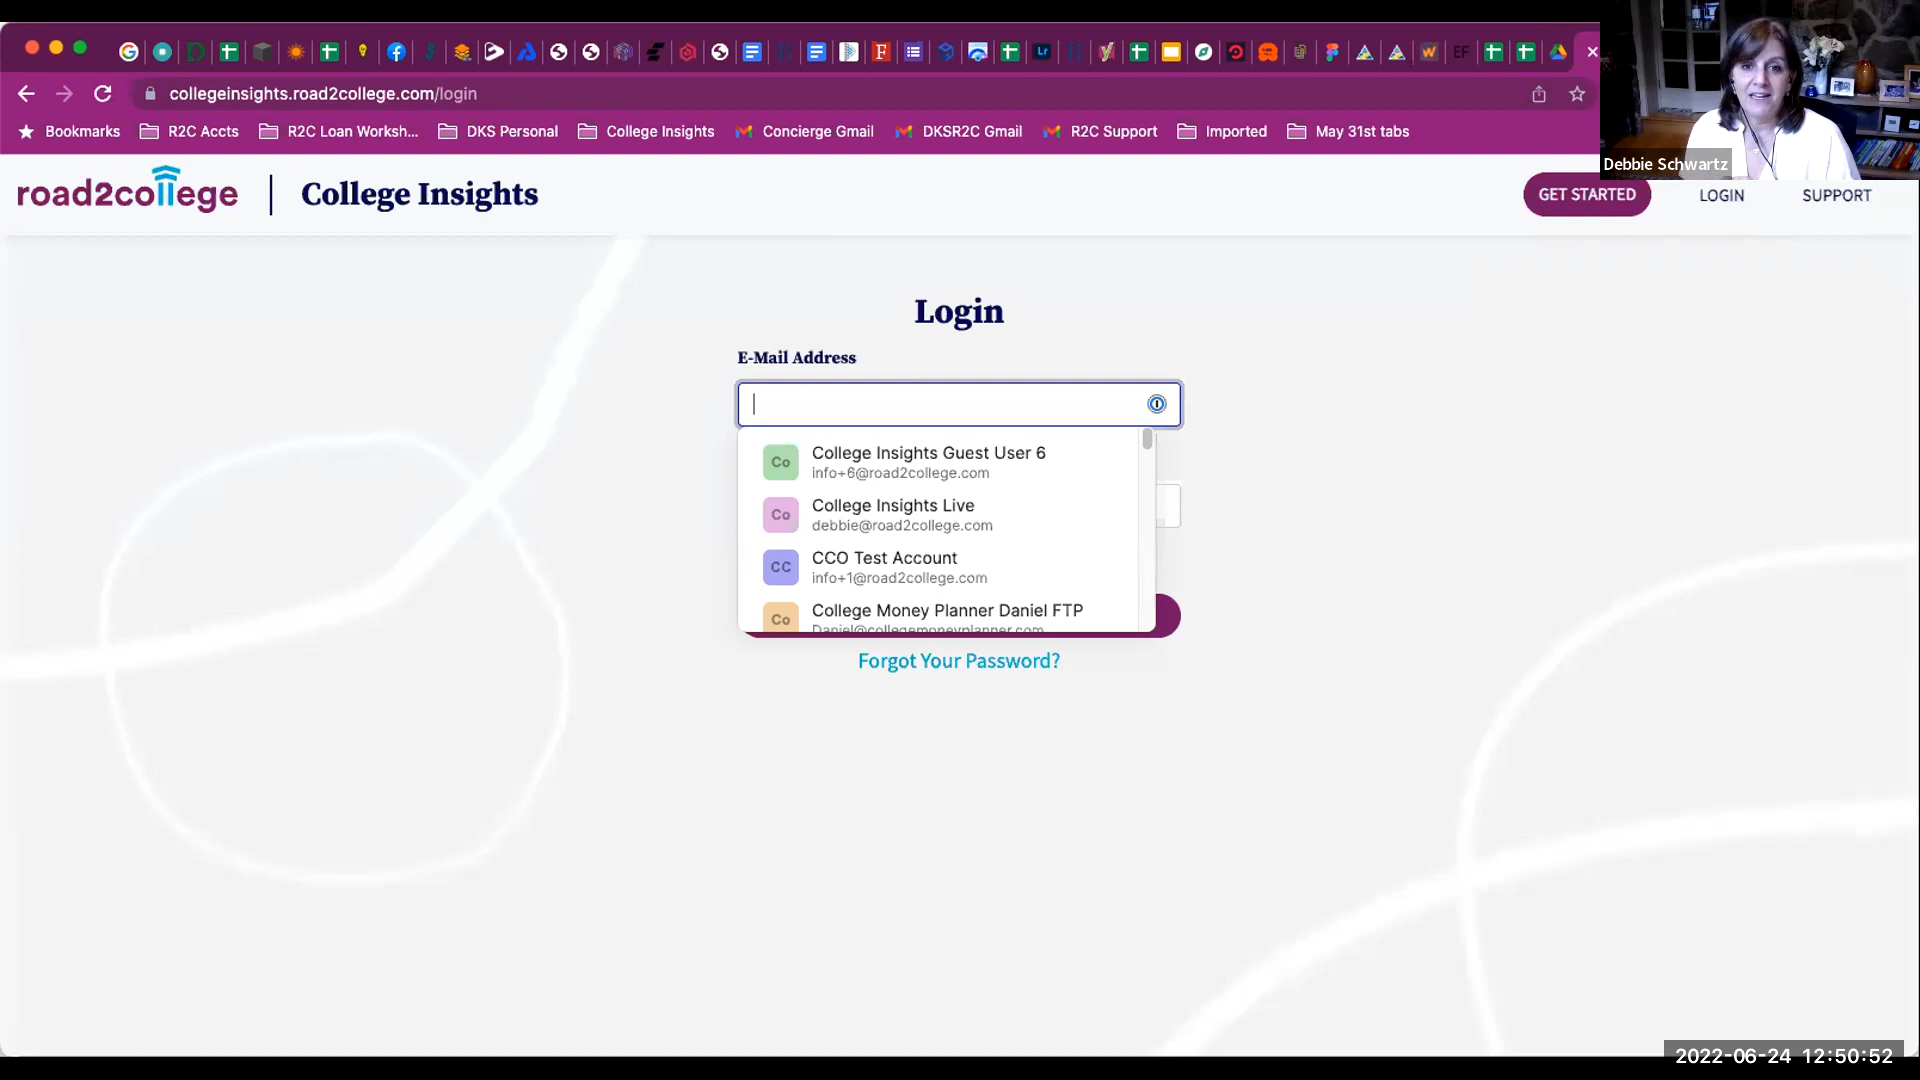 collegeinsights.road2college.com/login
Bookmarks R2C Accts R2C Loan Worksh... DKS Personal College Insights Concierge Gmail DKSR2C Gmail R2C Support Imported May 31st tabs
Debbie Schwartz
road2college | College Insights
GET STARTED LOGIN SUPPORT
Login
E-Mail Address
Co College Insights Guest User 6
info+6@road2college.com
Co College Insights Live
debbie@road2college.com
CC CCO Test Account
info+1@road2college.com
Co College Money Planner Daniel FTP
Daniel@collegemoneyplanner.com
Forgot Your Password?
2022-06-24 12:50:52